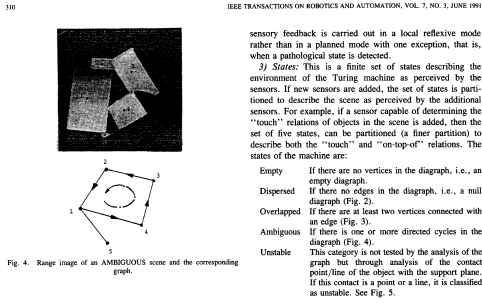 310
IEEE TRANSACTIONS ON ROBOTICS AND AUTOMATION, VOL. 7, NO. 3, JUNE 1991
2
3
1
4
5
Fig. 4. Range image of an AMBIGUOUS scene and the corresponding
graph.
sensory feedback is carried out in a local reflexive mode
rather than in a planned mode with one exception, that is,
when a pathological state is detected.
3) States: This is a finite set of states describing the
environment of the Turing machine as perceived by the
sensors. If new sensors are added, the set of states is parti-
tioned to describe the scene as perceived by the additional
sensors. For example, if a sensor capable of determining the
"touch" relations of objects in the scene is added, then the
set of five states, can be partitioned (a finer partition) to
describe both the "touch" and "on-top-of" relations. The
states of the machine are:
Empty If there are no vertices in the diagraph, i.e., an
empty diagraph.
Dispersed If there no edges in the diagraph, i.e., a null
diagraph (Fig. 2).
Overlapped If there are at least two vertices connected with
an edge (Fig. 3).
Ambiguous If there is one or more directed cycles in the
diagraph (Fig. 4).
Unstable This category is not tested by the analysis of the
graph but through analysis of the contact
point/line of the object with the support plane.
If this contact is a point or a line, it is classified
as unstable. See Fig. 5.